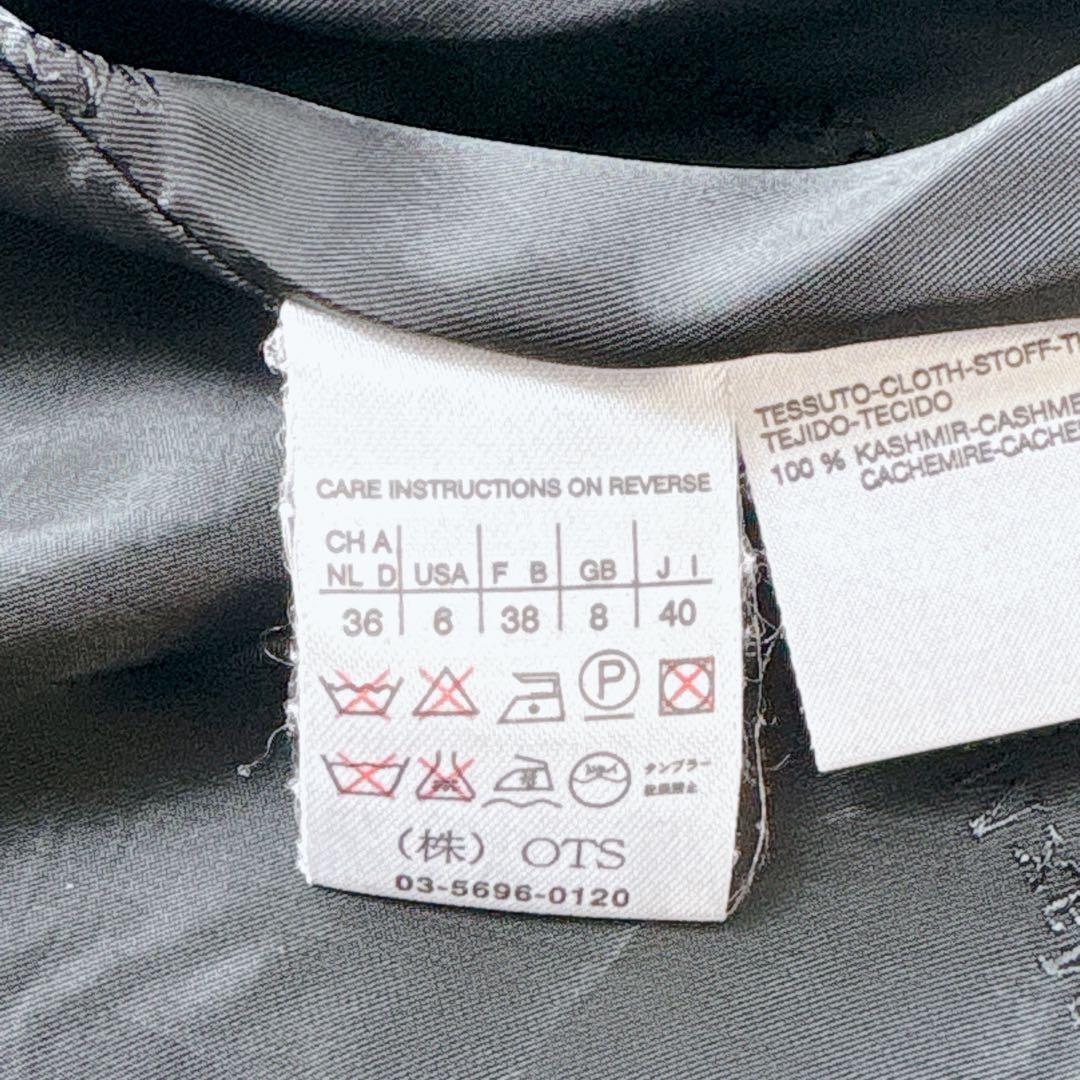 CARE INSTRUCTIONS ON REVERSE
CH A
NL D USA F B GB J I
36 6 38 8 40
P
タンブラー
乾燥禁止
(株) OTS
03-5696-0120
TESSUTO-CLOTH-STOFF-
TEJIDO-TECIDO
100 % KASHMIR-CASHME
CACHEMIRE-CACHE